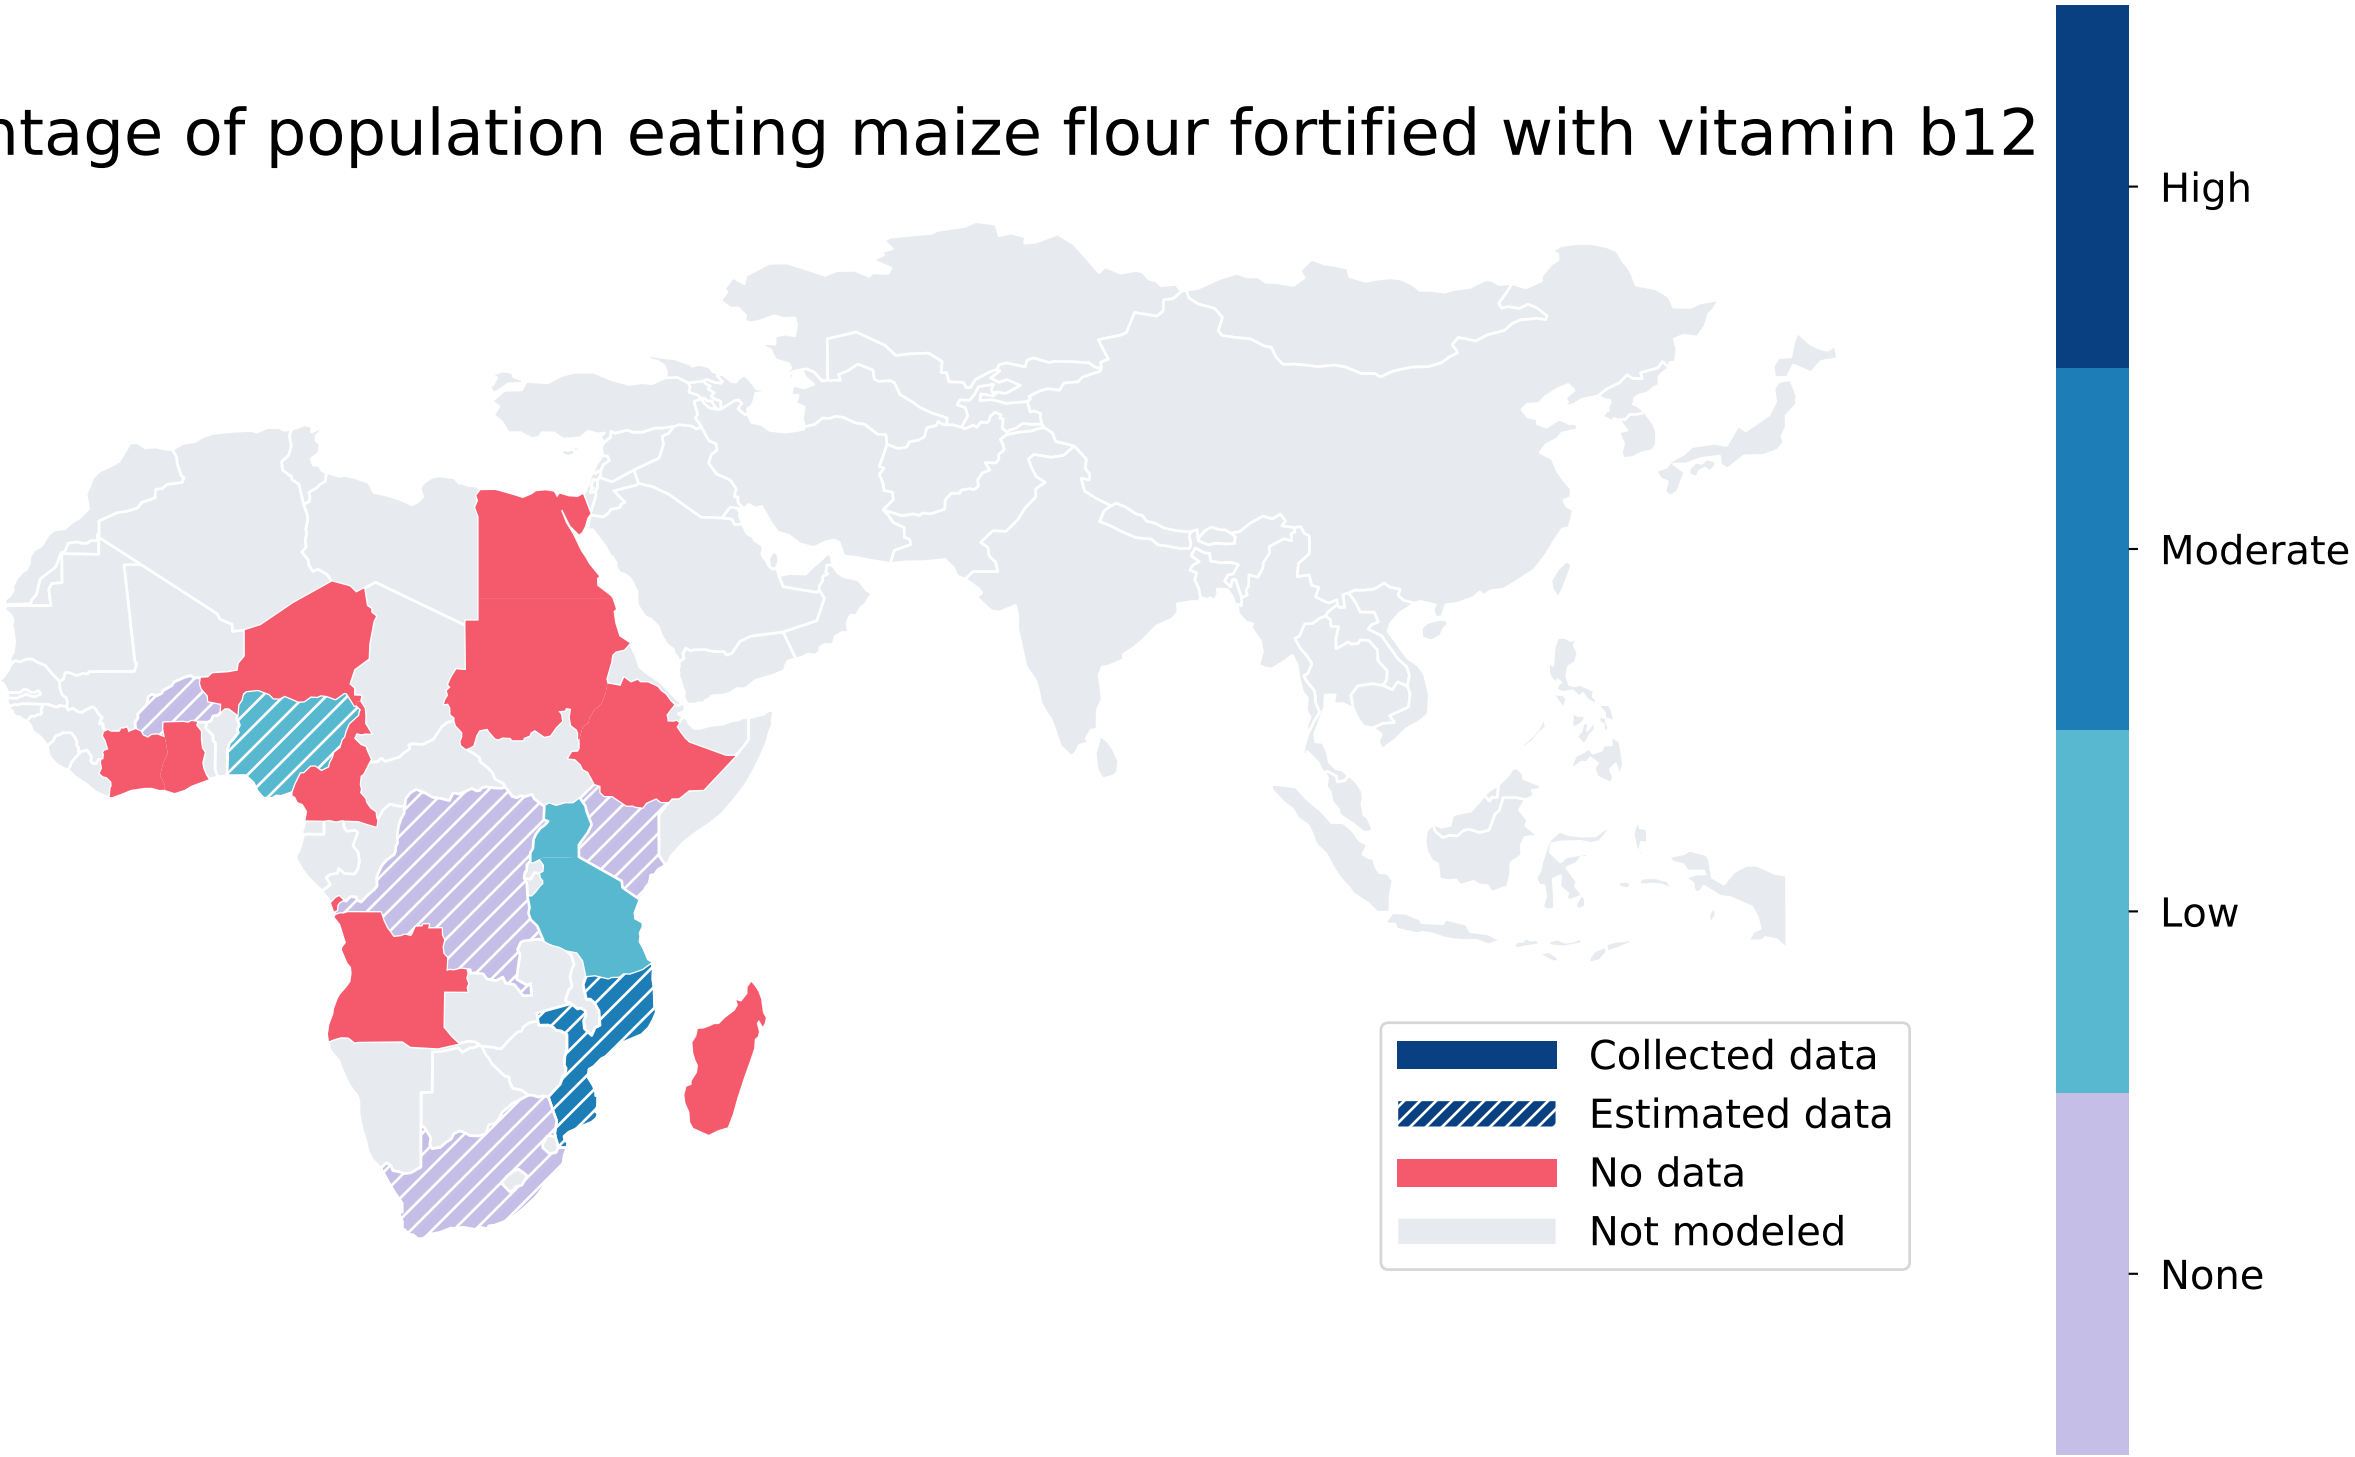 ntage of population eating maize flour fortified with vitamin b12
High
Moderate
Low
None
Collected data
Estimated data
No data
Not modeled